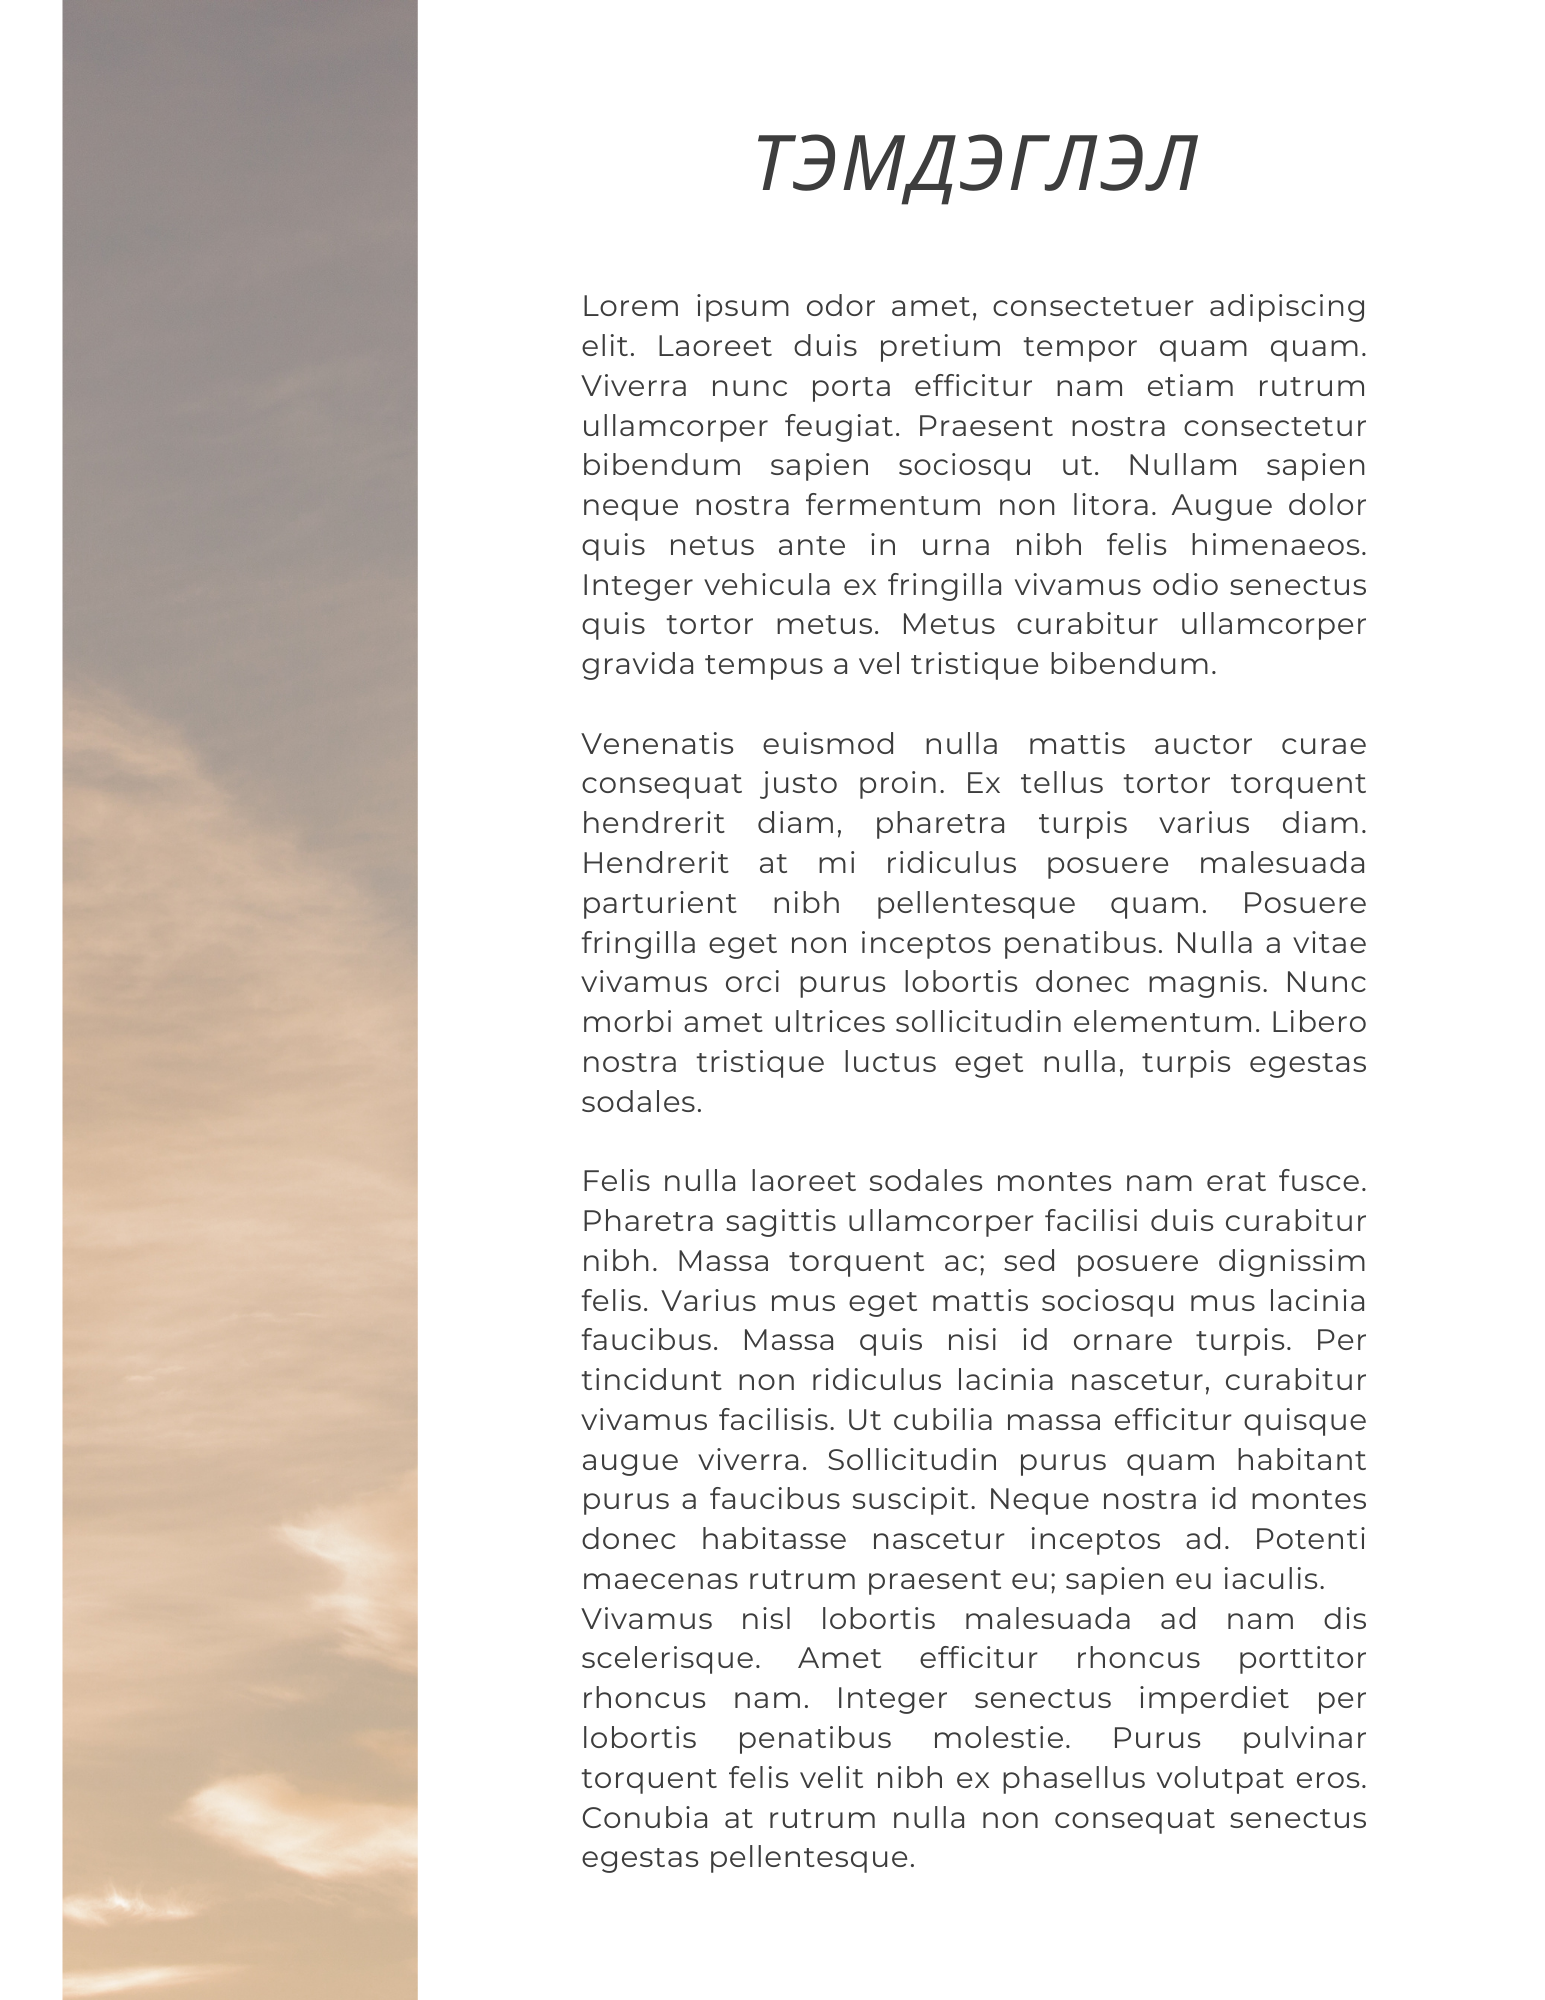 ТЭМДЭГЛЭЛ
Lorem ipsum odor amet, consectetuer adipiscing
elit. Laoreet duis pretium tempor quam quam.
Viverra nunc porta efficitur nam etiam rutrum
ullamcorper feugiat. Praesent nostra consectetur
bibendum sapien sociosqu ut. Nullam sapien
neque nostra fermentum non litora. Augue dolor
quis netus ante in urna nibh felis himenaeos.
Integer vehicula ex fringilla vivamus odio senectus
quis tortor metus. Metus curabitur ullamcorper
gravida tempus a vel tristique bibendum.
Venenatis euismod nulla mattis auctor curae
consequat justo proin. Ex tellus tortor torquent
hendrerit diam, pharetra turpis varius diam.
Hendrerit at mi ridiculus posuere malesuada
parturient nibh pellentesque quam. Posuere
fringilla eget non inceptos penatibus. Nulla a vitae
vivamus orci purus lobortis donec magnis. Nunc
morbi amet ultrices sollicitudin elementum. Libero
nostra tristique luctus eget nulla, turpis egestas
sodales.
Felis nulla laoreet sodales montes nam erat fusce.
Pharetra sagittis ullamcorper facilisi duis curabitur
nibh. Massa torquent ac; sed posuere dignissim
felis. Varius mus eget mattis sociosqu mus lacinia
faucibus. Massa quis nisi id ornare turpis. Per
tincidunt non ridiculus lacinia nascetur, curabitur
vivamus facilisis. Ut cubilia massa efficitur quisque
augue viverra. Sollicitudin purus quam habitant
purus a faucibus suscipit. Neque nostra id montes
donec habitasse nascetur inceptos ad. Potenti
maecenas rutrum praesent eu; sapien eu iaculis.
Vivamus nisl lobortis malesuada ad nam dis
scelerisque. Amet efficitur rhoncus porttitor
rhoncus nam. Integer senectus imperdiet per
lobortis penatibus molestie. Purus pulvinar
torquent felis velit nibh ex phasellus volutpat eros.
Conubia at rutrum nulla non consequat senectus
egestas pellentesque.